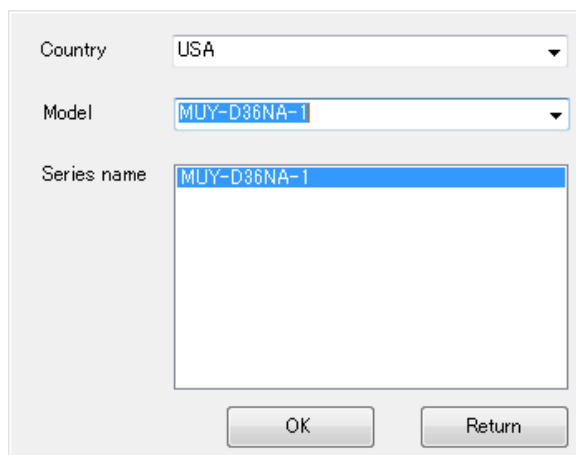 Country USA
Model MUY-D36NA-1
Series name MUY-D36NA-1
OK Return